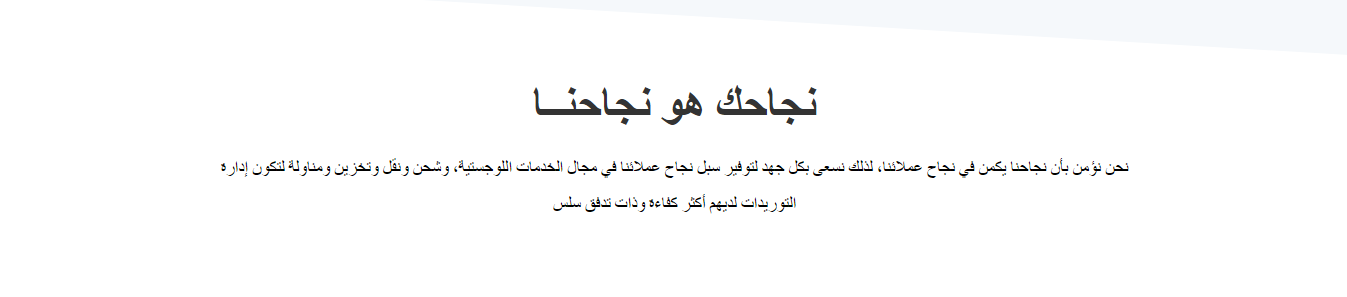 نجاحك هو نجاحنـــا
نحن نؤمن بأن نجاحنا يكمن في نجاح عملائنا، لذلك نسعى بكل جهد لتوفير سبل نجاح عملائنا في مجال الخدمات اللوجستية، وشحن ونقل وتخزين ومناولة لتكون إدارة
التوريدات لديهم أكثر كفاءة وذات تدفق سلس